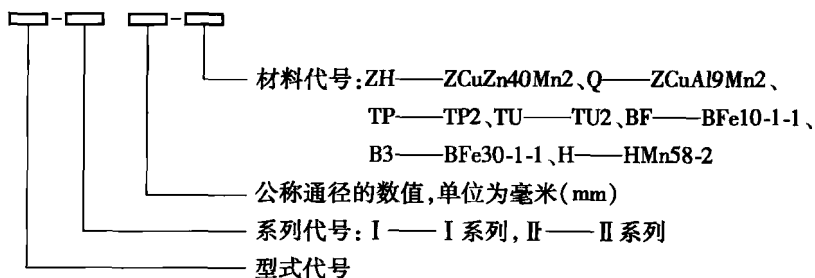 材料代号:ZH——ZCuZn40Mn2、Q——ZCuAl9Mn2、
TP——TP2、TU——TU2、BF——BFe10-1-1、
B3——BFe30-1-1、H——HMn58-2
公称通径的数值,单位为毫米(mm)
系列代号:Ⅰ——Ⅰ系列,Ⅱ——Ⅱ系列
型式代号